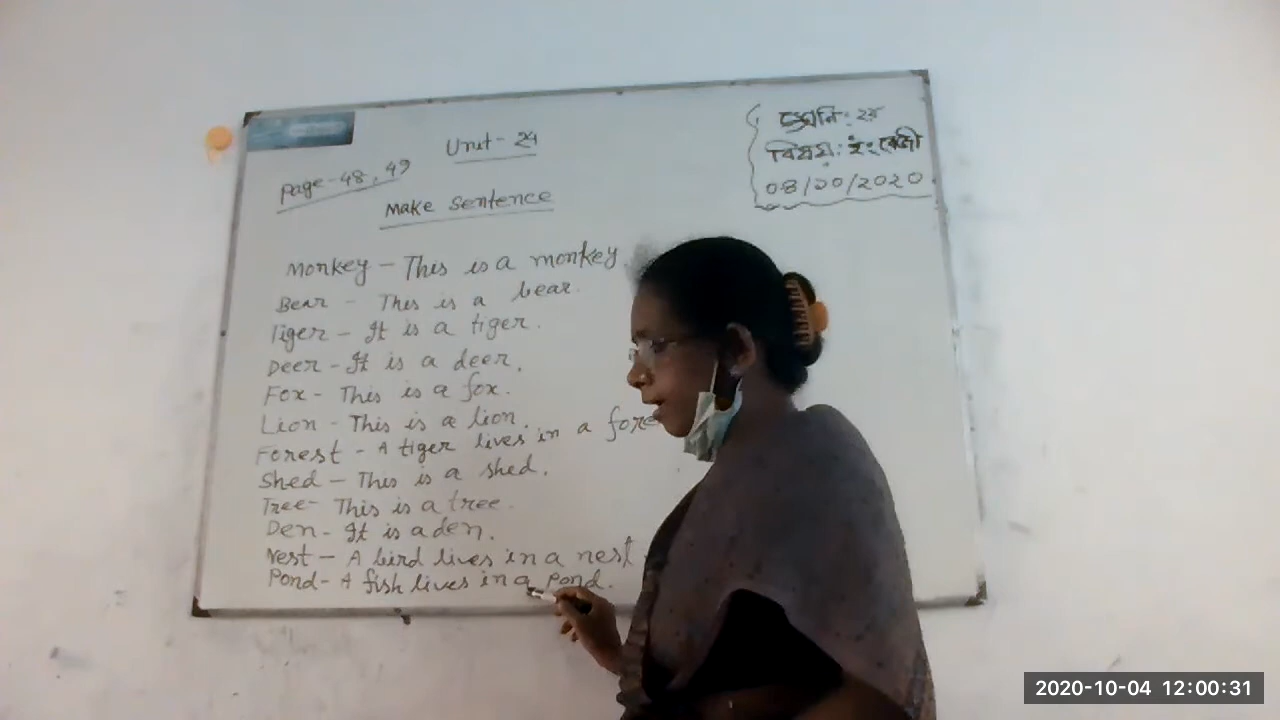 Unit - 24
Page - 48, 49
Make Sentence
শ্রেণি: ২য়
বিষয়: ইংরেজী
০৪/১০/২০২০
Monkey - This is a monkey
Bear - This is a bear.
Tiger - It is a tiger.
Deer - It is a deer.
Fox - This is a fox.
Lion - This is a lion.
Forest - A tiger lives in a fore
Shed - This is a shed.
Tree - This is a tree.
Den - It is a den.
Nest - A bird lives in a nest
Pond - A fish lives in a pond.
2020-10-04 12:00:31